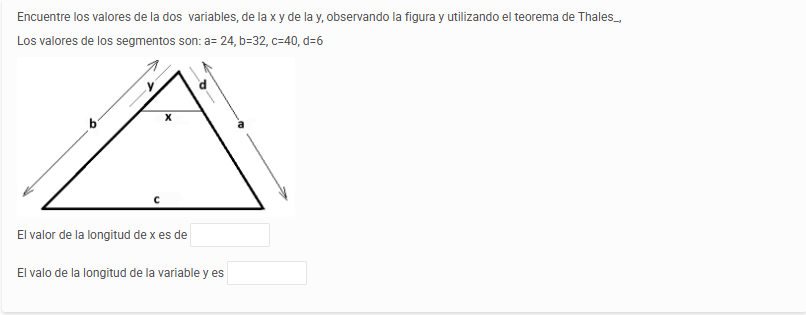 Encuentre los valores de la dos variables, de la x y de la y, observando la figura y utilizando el teorema de Thales_,
Los valores de los segmentos son: a= 24, b=32, c=40, d=6
y
d
x
b
a
c
El valor de la longitud de x es de
El valo de la longitud de la variable y es